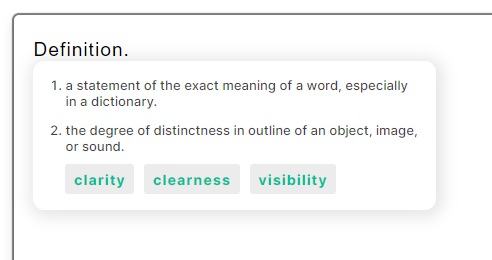 Definition.
1. a statement of the exact meaning of a word, especially
in a dictionary.
2. the degree of distinctness in outline of an object, image,
or sound.
clarity clearness visibility